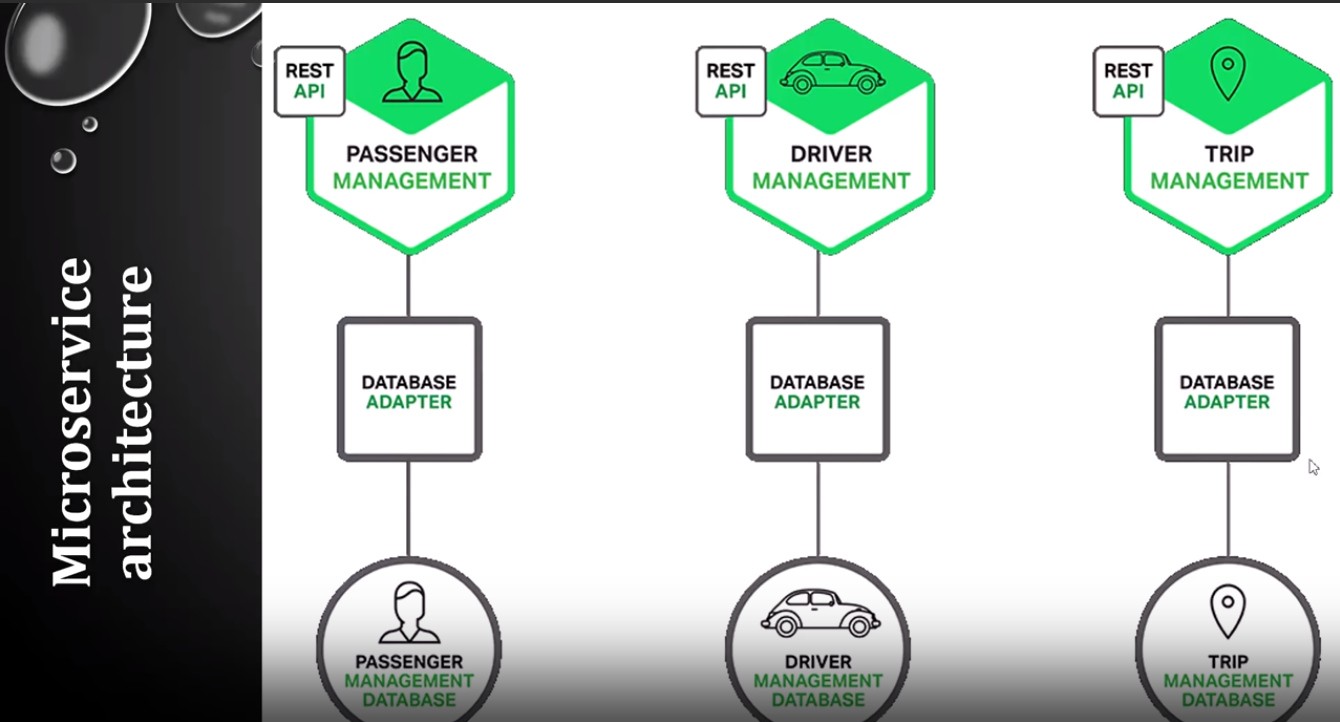 Microservice
architecture
REST
API
PASSENGER
MANAGEMENT
REST
API
DRIVER
MANAGEMENT
REST
API
TRIP
MANAGEMENT
DATABASE
ADAPTER
DATABASE
ADAPTER
DATABASE
ADAPTER
PASSENGER
MANAGEMENT
DATABASE
DRIVER
MANAGEMENT
DATABASE
TRIP
MANAGEMENT
DATABASE